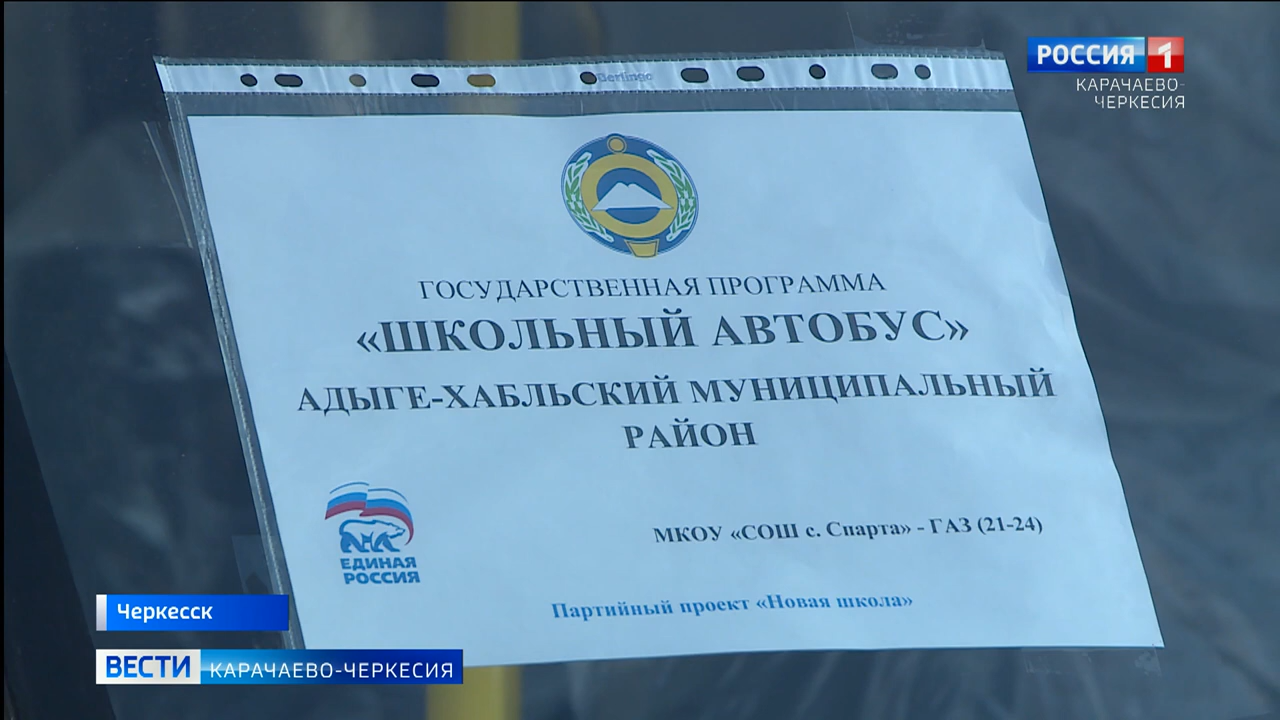 Berlingo
РОССИЯ 1
КАРАЧАЕВО-
ЧЕРКЕСИЯ
ГОСУДАРСТВЕННАЯ ПРОГРАММА
«ШКОЛЬНЫЙ АВТОБУС»
АДЫГЕ-ХАБЛЬСКИЙ МУНИЦИПАЛЬНЫЙ
РАЙОН
МКОУ «СОШ с. Спарта» - ГАЗ (21-24)
ЕДИНАЯ
РОССИЯ
Партийный проект «Новая школа»
Черкесск
ВЕСТИ КАРАЧАЕВО-ЧЕРКЕСИЯ